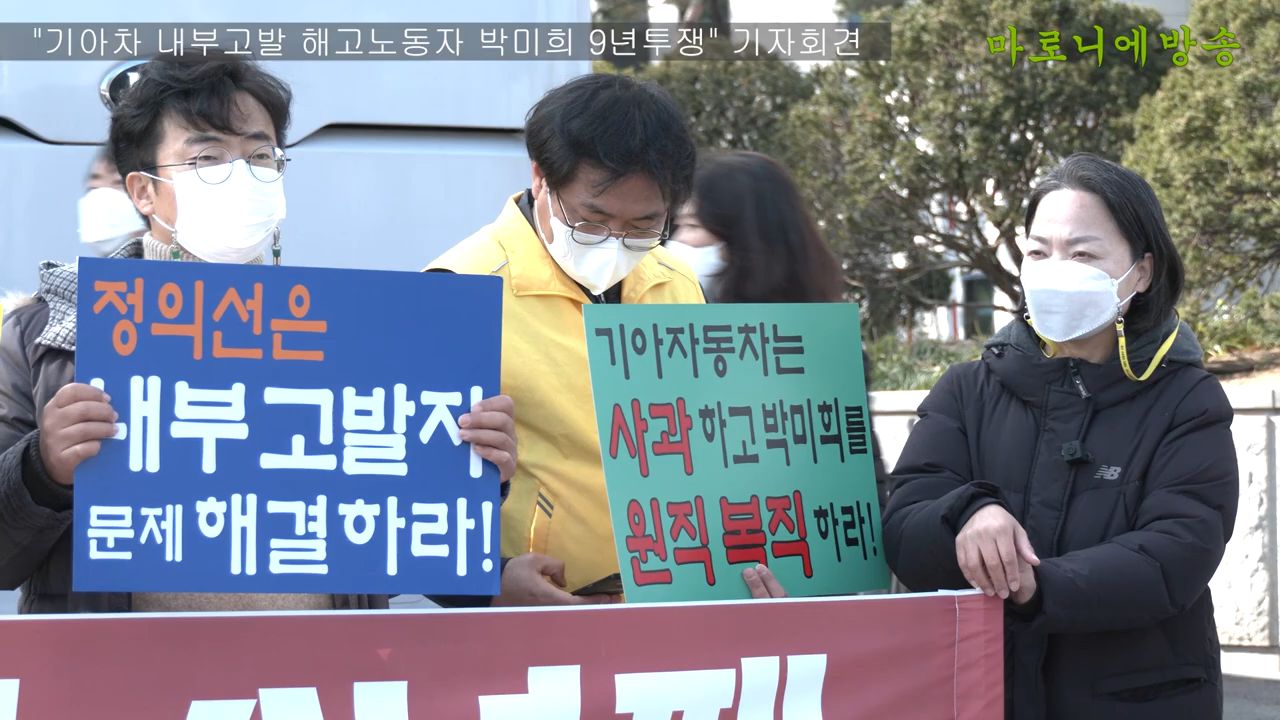 "기아차 내부고발 해고노동자 박미희 9년투쟁" 기자회견
마로니에방송
정의선은
내부고발자
문제 해결하라!
기아자동차는
사과하고 박미희를
원직 복직하라!